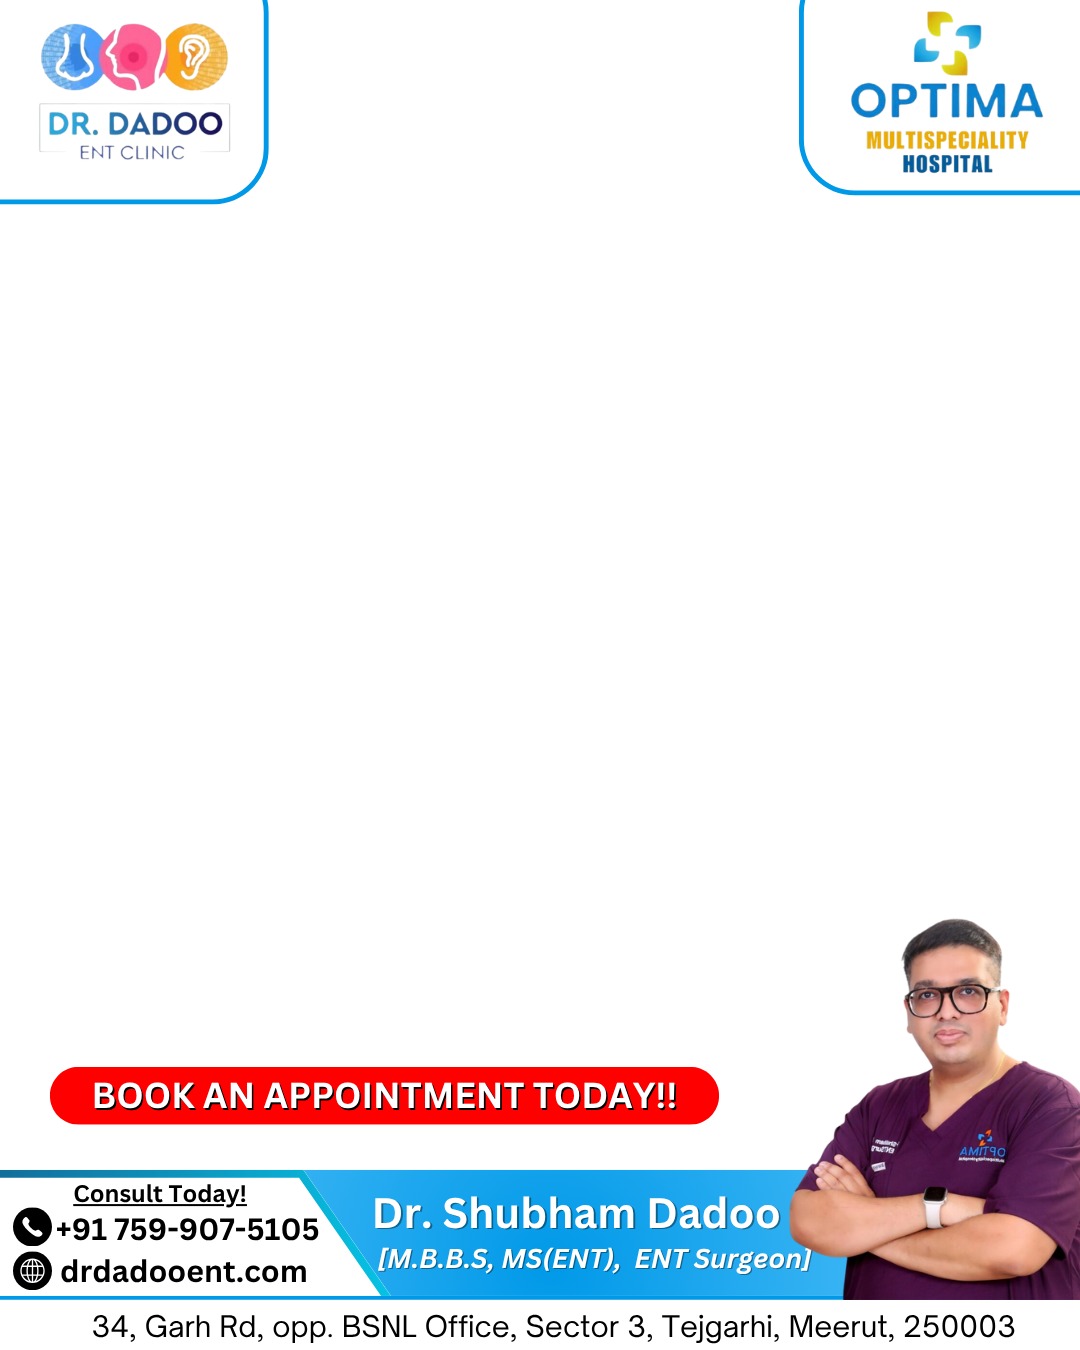 DR. DADOO
ENT CLINIC
OPTIMA
MULTISPECIALITY
HOSPITAL
BOOK AN APPOINTMENT TODAY!!
Consult Today!
+91 759-907-5105
drdadooent.com
Dr. Shubham Dadoo
[M.B.B.S, MS(ENT), ENT Surgeon]
OPTIMA
34, Garh Rd, opp. BSNL Office, Sector 3, Tejgarhi, Meerut, 250003